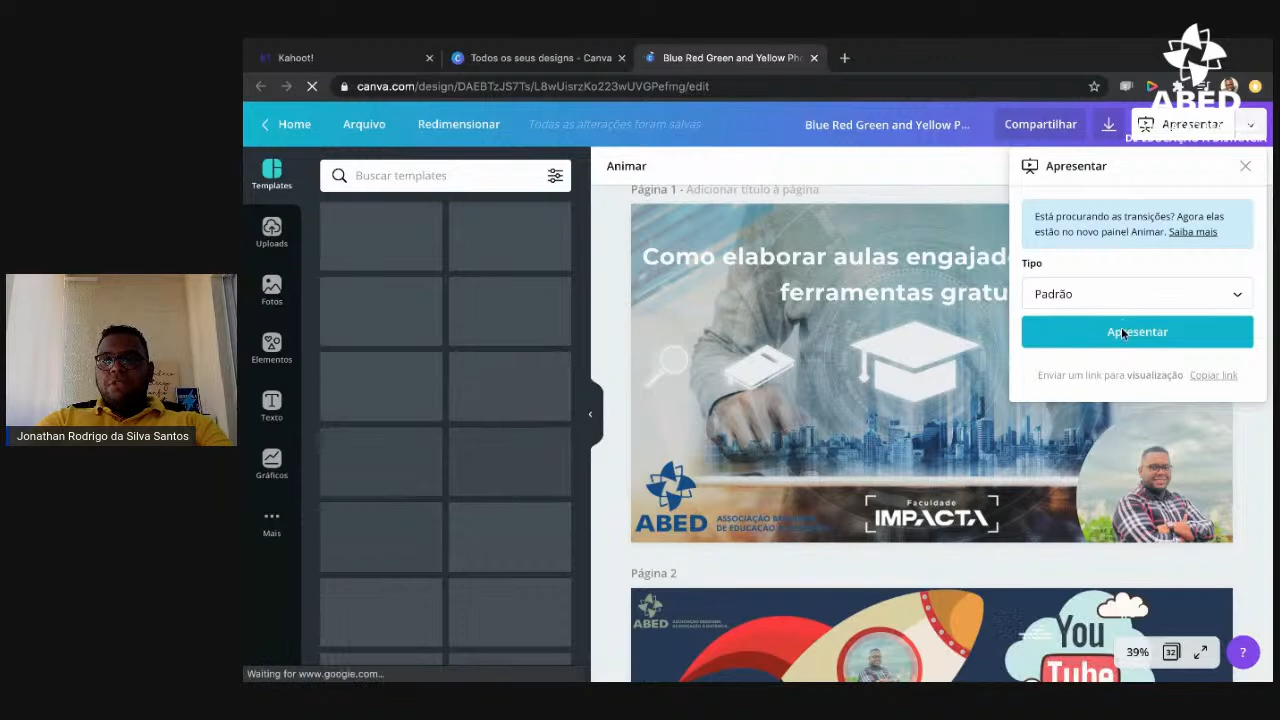 Kahoot!
Todos os seus designs - Canva
Blue Red Green and Yellow Ph
canva.com/design/DAEBTzJS7Ts/L8wUisrzKo223wUVGPefmg/edit
ABED
Home
Arquivo
Redimensionar
Todas as alterações foram salvas
Blue Red Green and Yellow P...
Compartilhar
Apresentar
Templates
Buscar templates
Animar
Apresentar
Página 1 - Adicionar título à página
Está procurando as transições? Agora elas
estão no novo painel Animar. Saiba mais
Uploads
Como elaborar aulas engajado
ferramentas gratu
Tipo
Padrão
Fotos
Apresentar
Elementos
Enviar um link para visualização Copiar link
Texto
Jonathan Rodrigo da Silva Santos
Gráficos
Mais
ABED
Faculdade
IMPACTA
Página 2
ABED
You
Tube
39%
32
?
Waiting for www.google.com...